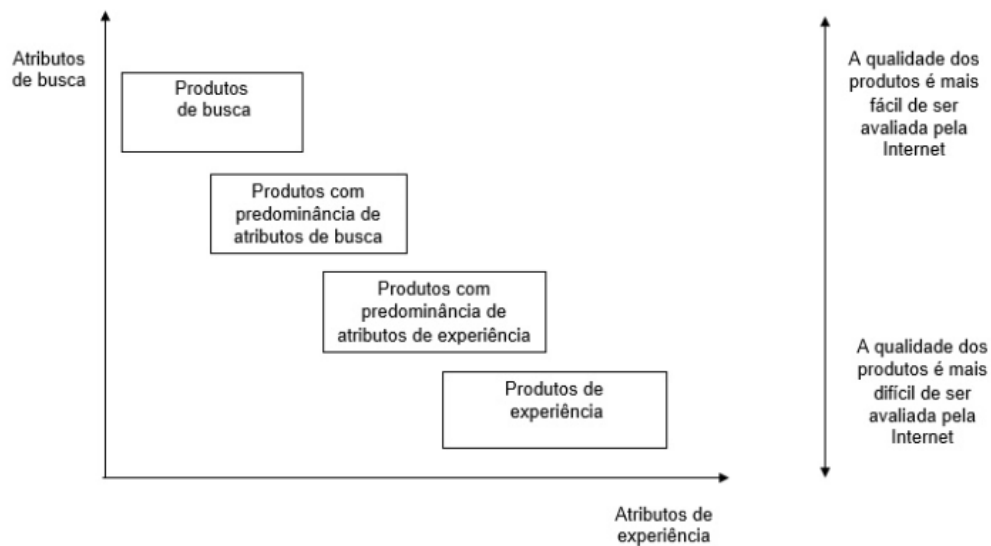 Atributos
de busca
Produtos
de busca
Produtos com
predominância de
atributos de busca
Produtos com
predominância de
atributos de experiência
Produtos de
experiência
Atributos de
experiência
A qualidade dos
produtos é mais
fácil de ser
avaliada pela
Internet
A qualidade dos
produtos é mais
difícil de ser
avaliada pela
Internet